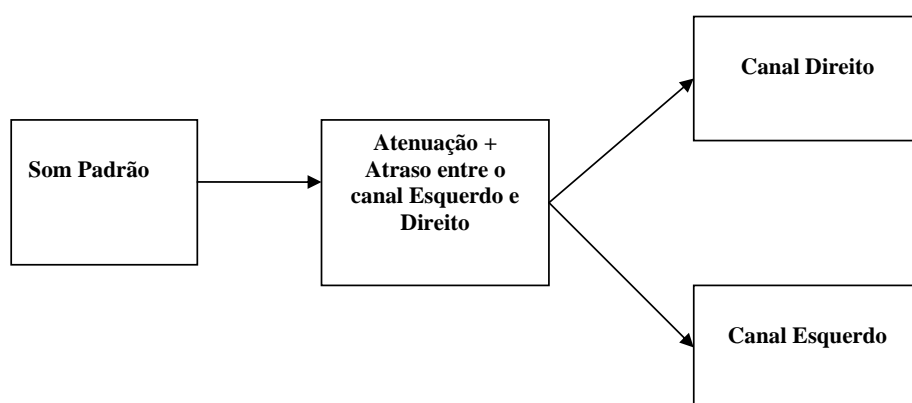 Canal Direito
Som Padrão
Atenuação +
Atraso entre o
canal Esquerdo e
Direito
Canal Esquerdo